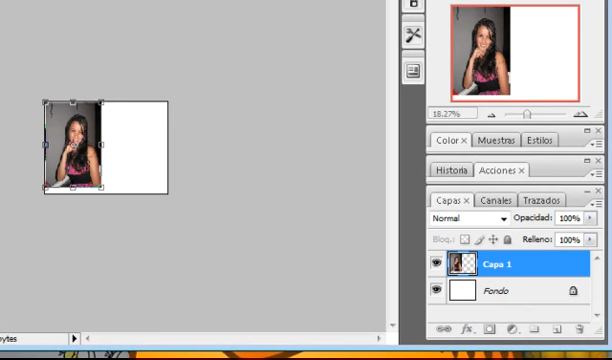 18.27%
Color × Muestras Estilos
Historia Acciones ×
Capas × Canales Trazados
Normal Opacidad: 100%
Bloq.: Relleno: 100%
Capa 1
Fondo
bytes